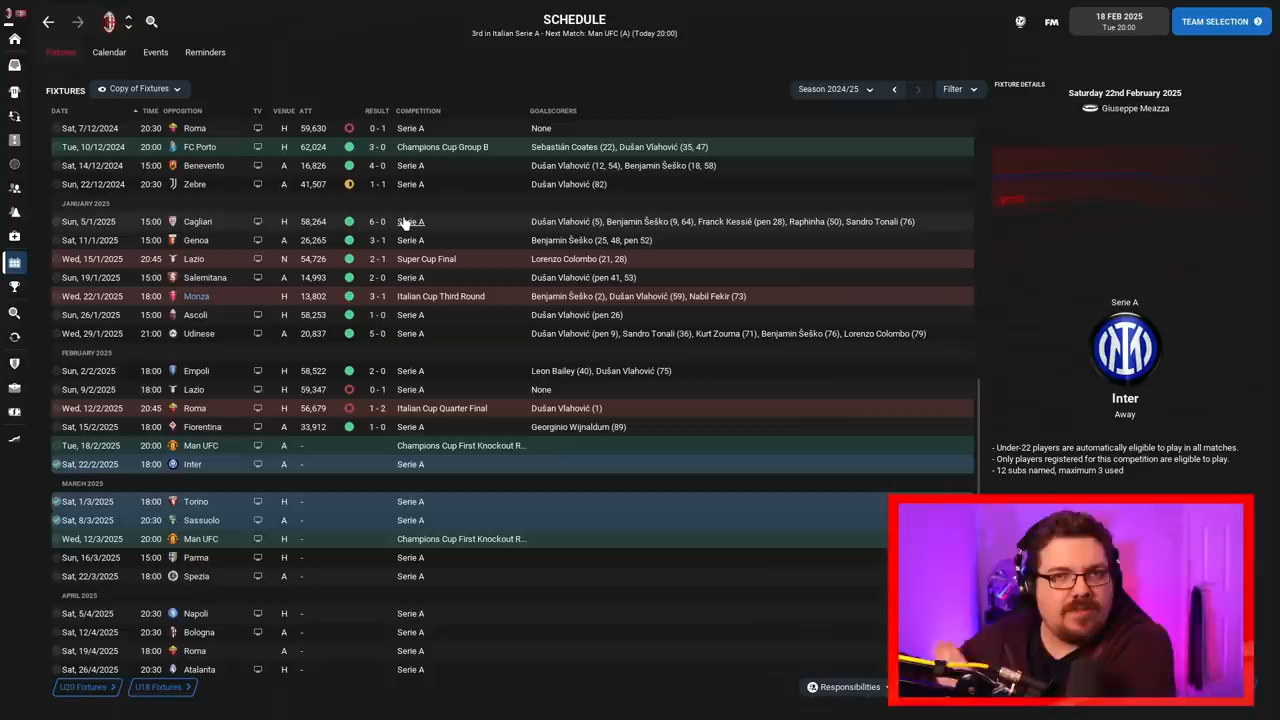 SCHEDULE
3rd in Italian Serie A - Next Match: Man UFC (A) (Today 20:00)
FM
18 FEB 2025
Tue 20:00
TEAM SELECTION
Fixtures Calendar Events Reminders
FIXTURES Copy of Fixtures Season 2024/25 Filter
DATE TIME OPPOSITION TV VENUE ATT RESULT COMPETITION GOALSCORERS
Sat, 7/12/2024 20:30 Roma H 59,630 0 - 1 Serie A None
Tue, 10/12/2024 20:00 FC Porto H 62,024 3 - 0 Champions Cup Group B Sebastián Coates (22), Dušan Vlahović (35, 47)
Sat, 14/12/2024 15:00 Benevento A 16,826 4 - 0 Serie A Dušan Vlahović (12, 54), Benjamin Šeško (18, 58)
Sun, 22/12/2024 20:30 Zebre A 41,507 1 - 1 Serie A Dušan Vlahović (82)
JANUARY 2025
Sun, 5/1/2025 15:00 Cagliari H 58,264 6 - 0 Serie A Dušan Vlahović (5), Benjamin Šeško (9, 64), Franck Kessié (pen 28), Raphinha (50), Sandro Tonali (76)
Sat, 11/1/2025 15:00 Genoa A 26,265 3 - 1 Serie A Benjamin Šeško (25, 48, pen 52)
Wed, 15/1/2025 20:45 Lazio N 54,726 2 - 1 Super Cup Final Lorenzo Colombo (21, 28)
Sun, 19/1/2025 15:00 Salernitana A 14,993 2 - 0 Serie A Dušan Vlahović (pen 41, 53)
Wed, 22/1/2025 18:00 Monza H 13,802 3 - 1 Italian Cup Third Round Benjamin Šeško (2), Dušan Vlahović (59), Nabil Fekir (73)
Sun, 26/1/2025 15:00 Ascoli H 58,253 1 - 0 Serie A Dušan Vlahović (pen 26)
Wed, 29/1/2025 21:00 Udinese A 20,837 5 - 0 Serie A Dušan Vlahović (pen 9), Sandro Tonali (36), Kurt Zouma (71), Benjamin Šeško (76), Lorenzo Colombo (79)
FEBRUARY 2025
Sun, 2/2/2025 18:00 Empoli H 58,522 2 - 0 Serie A Leon Bailey (40), Dušan Vlahović (75)
Sun, 9/2/2025 18:00 Lazio H 59,347 0 - 1 Serie A None
Wed, 12/2/2025 20:45 Roma H 56,679 1 - 2 Italian Cup Quarter Final Dušan Vlahović (1)
Sat, 15/2/2025 18:00 Fiorentina A 33,912 1 - 0 Serie A Georginio Wijnaldum (89)
Tue, 18/2/2025 20:00 Man UFC A - Champions Cup First Knockout R...
Sat, 22/2/2025 18:00 Inter A - Serie A
MARCH 2025
Sat, 1/3/2025 18:00 Torino H - Serie A
Sat, 8/3/2025 20:30 Sassuolo A - Serie A
Wed, 12/3/2025 20:00 Man UFC H - Champions Cup First Knockout R...
Sun, 16/3/2025 15:00 Parma H - Serie A
Sat, 22/3/2025 18:00 Spezia A - Serie A
APRIL 2025
Sat, 5/4/2025 20:30 Napoli H - Serie A
Sat, 12/4/2025 20:30 Bologna A - Serie A
Sat, 19/4/2025 18:00 Roma A - Serie A
Sat, 26/4/2025 20:30 Atalanta H - Serie A
U20 Fixtures U18 Fixtures Responsibilities
FIXTURE DETAILS
Saturday 22nd February 2025
Giuseppe Meazza
Serie A
Inter
Away
- Under-22 players are automatically eligible to play in all matches.
- Only players registered for this competition are eligible to play.
- 12 subs named, maximum 3 used